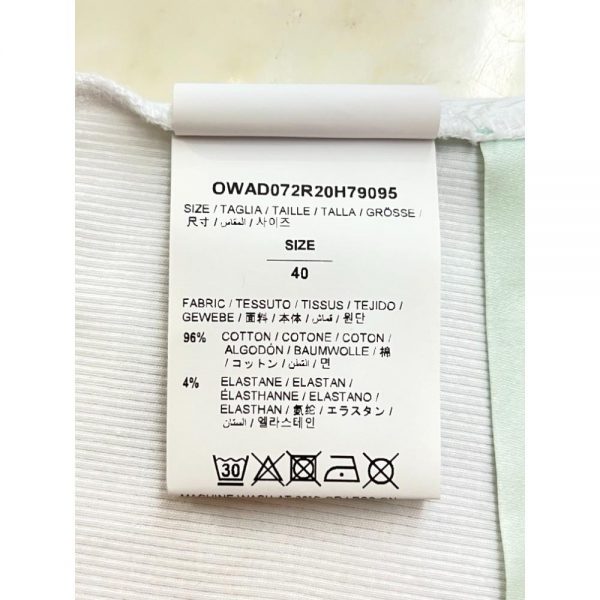 OWAD072R20H79095
SIZE / TAGLIA / TAILLE / TALLA / GRÖSSE /
尺寸 / المقاس / 사이즈
SIZE
40
FABRIC / TESSUTO / TISSUS / TEJIDO /
GEWEBE / 面料 / 本体 / قماش / 원단
96% COTTON / COTONE / COTON /
ALGODÓN / BAUMWOLLE / 棉
/ コットン / القطن / 면
4% ELASTANE / ELASTAN /
ÉLASTHANNE / ELASTANO /
ELASTHAN / 氨纶 / エラスタン /
/ 엘라스테인
30
MACHINE WASH AT